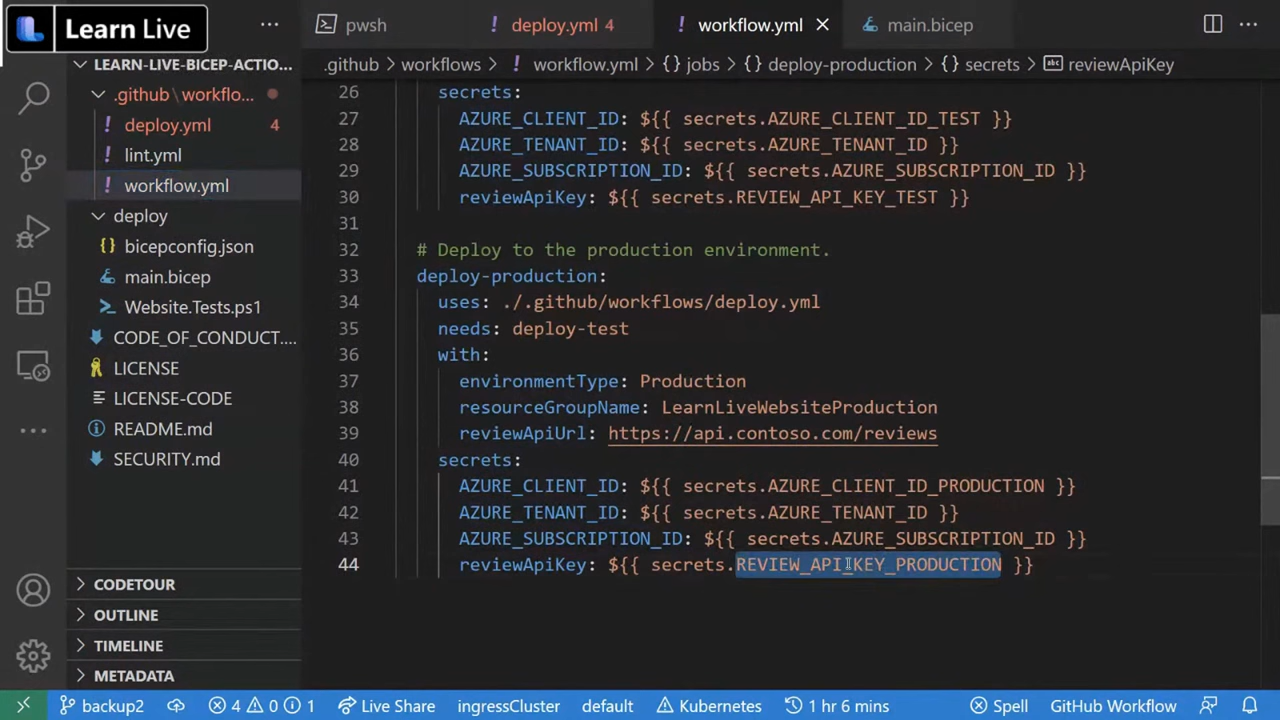 Learn Live
pwsh
deploy.yml 4
workflow.yml
main.bicep
LEARN-LIVE-BICEP-ACTIO...
.github\workflo...
deploy.yml 4
lint.yml
workflow.yml
deploy
bicepconfig.json
main.bicep
Website.Tests.ps1
CODE_OF_CONDUCT....
LICENSE
LICENSE-CODE
README.md
SECURITY.md
CODETOUR
OUTLINE
TIMELINE
METADATA
.github > workflows > ! workflow.yml > {} jobs > {} deploy-production > {} secrets > abc reviewApiKey
26 secrets:
27 AZURE_CLIENT_ID: ${{ secrets.AZURE_CLIENT_ID_TEST }}
28 AZURE_TENANT_ID: ${{ secrets.AZURE_TENANT_ID }}
29 AZURE_SUBSCRIPTION_ID: ${{ secrets.AZURE_SUBSCRIPTION_ID }}
30 reviewApiKey: ${{ secrets.REVIEW_API_KEY_TEST }}
31
32 # Deploy to the production environment.
33 deploy-production:
34 uses: ./.github/workflows/deploy.yml
35 needs: deploy-test
36 with:
37 environmentType: Production
38 resourceGroupName: LearnLiveWebsiteProduction
39 reviewApiUrl: https://api.contoso.com/reviews
40 secrets:
41 AZURE_CLIENT_ID: ${{ secrets.AZURE_CLIENT_ID_PRODUCTION }}
42 AZURE_TENANT_ID: ${{ secrets.AZURE_TENANT_ID }}
43 AZURE_SUBSCRIPTION_ID: ${{ secrets.AZURE_SUBSCRIPTION_ID }}
44 reviewApiKey: ${{ secrets.REVIEW_API_KEY_PRODUCTION }}
backup2 4 0 1 Live Share ingressCluster default Kubernetes 1 hr 6 mins Spell GitHub Workflow